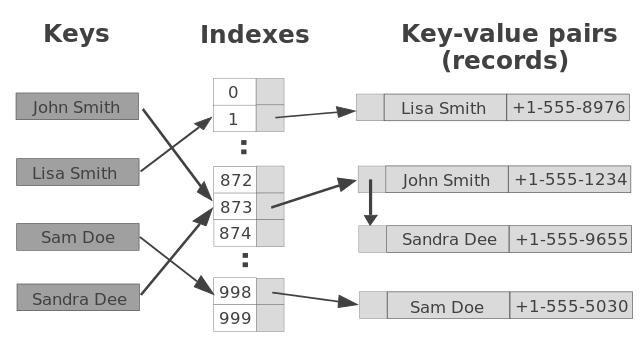 Keys
Indexes
Key-value pairs
(records)
John Smith
Lisa Smith
Sam Doe
Sandra Dee
0
1
:
872
873
874
:
998
999
Lisa Smith +1-555-8976
John Smith +1-555-1234
Sandra Dee +1-555-9655
Sam Doe +1-555-5030